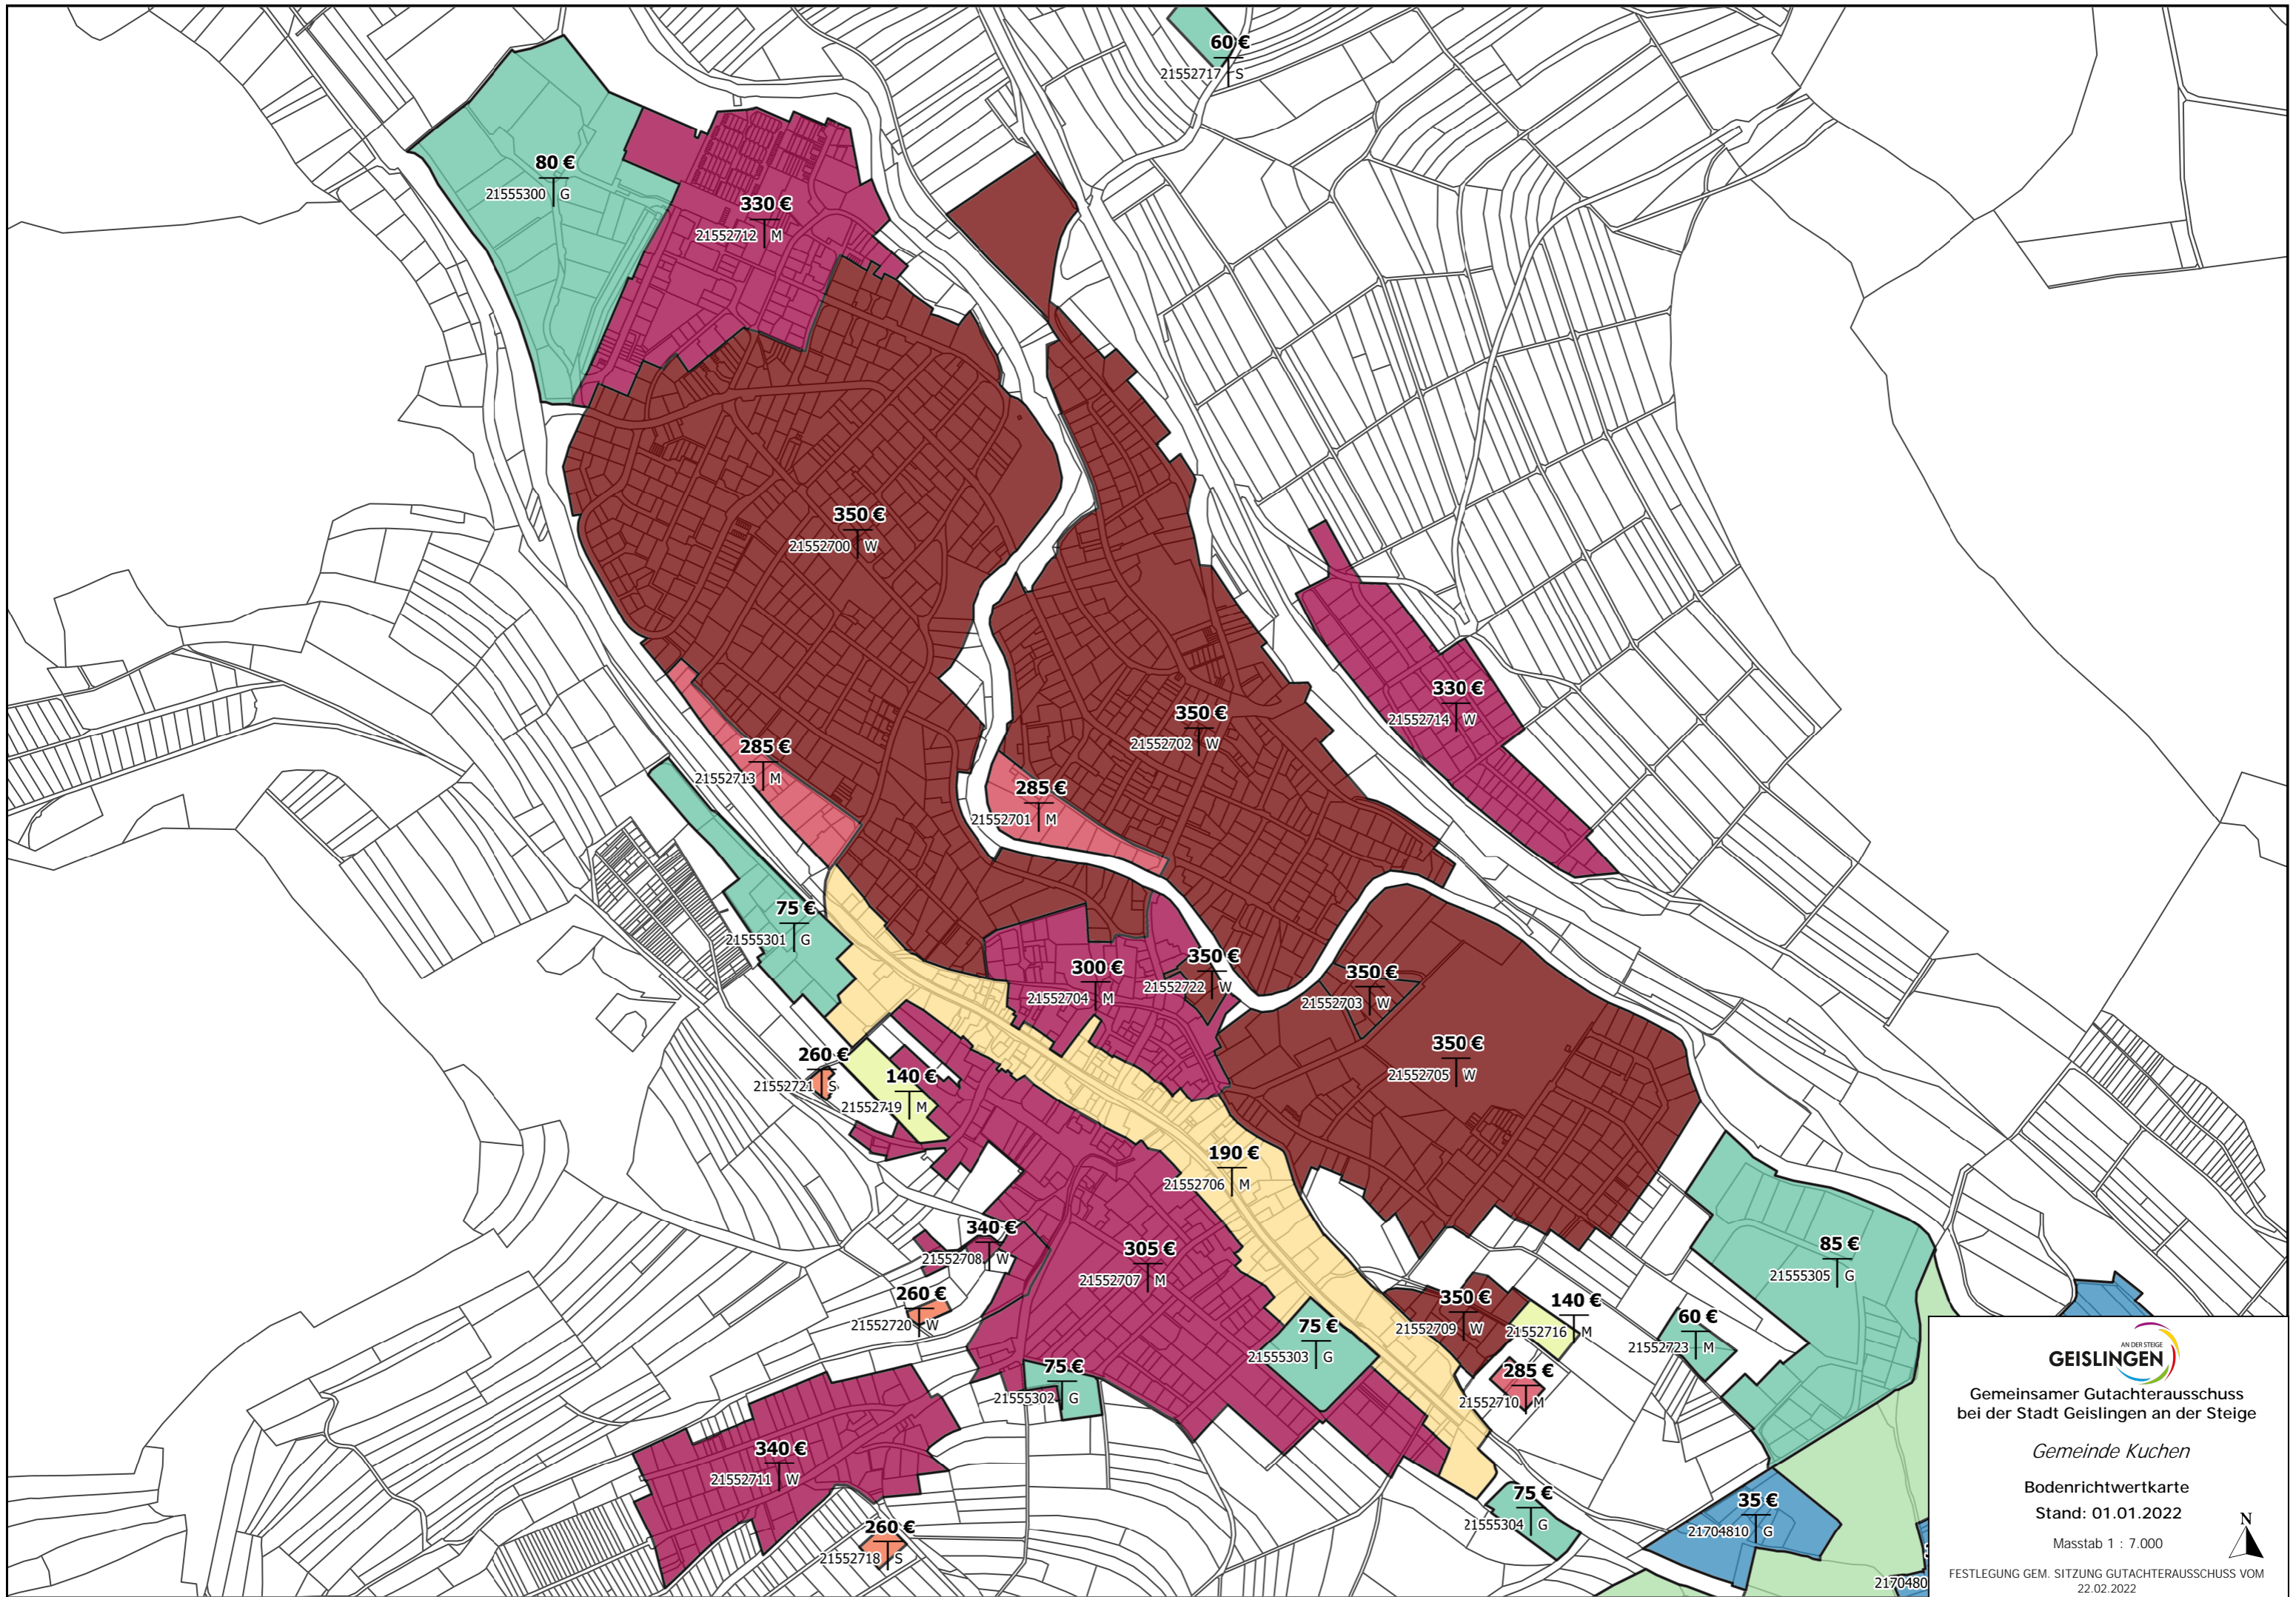 60 €
21552717 S
80 €
21555300 G
330 €
21552712 M
350 €
21552700 W
330 €
21552714 W
350 €
21552702 W
285 €
21552713 M
285 €
21552701 M
75 €
21555301 G
300 €
21552704 M
350 €
21552722 W
350 €
21552703 W
350 €
21552705 W
260 €
21552721 S
140 €
21552719 M
190 €
21552706 M
340 €
21552708 W
305 €
21552707 M
85 €
21555305 G
260 €
21552720 W
350 €
21552709 W
140 €
21552716 M
60 €
21552723 M
75 €
21555303 G
75 €
21555302 G
285 €
21552710 M
340 €
21552711 W
75 €
21555304 G
35 €
21704810 G
260 €
21552718 S
2170480
AN DER STEIGE
GEISLINGEN
Gemeinsamer Gutachterausschuss
bei der Stadt Geislingen an der Steige
Gemeinde Kuchen
Bodenrichtwertkarte
Stand: 01.01.2022
Masstab 1 : 7.000
N
FESTLEGUNG GEM. SITZUNG GUTACHTERAUSSCHUSS VOM
22.02.2022